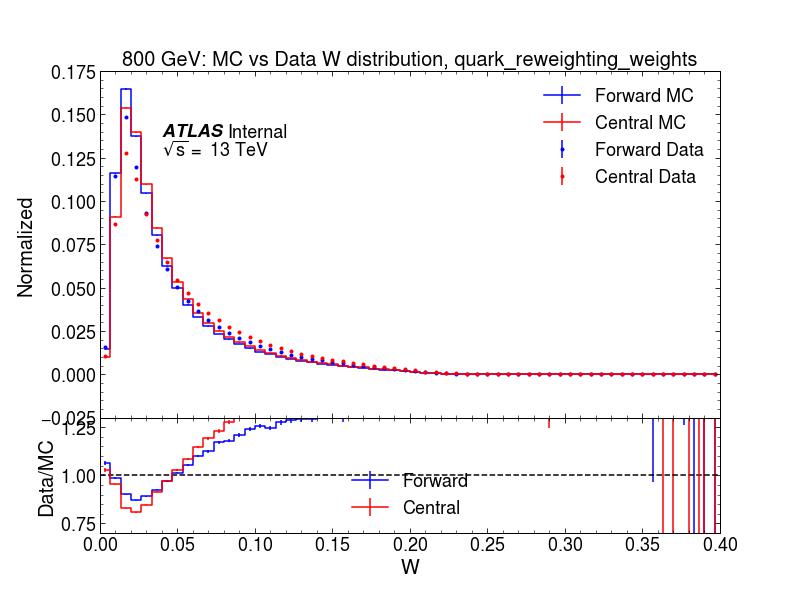 800 GeV: MC vs Data W distribution, quark_reweighting_weights
Normalized
0.175
0.150
0.125
0.100
0.075
0.050
0.025
0.000
−0.025
ATLAS Internal
√s = 13 TeV
Forward MC
Central MC
Forward Data
Central Data
Data/MC
1.25
1.00
0.75
Forward
Central
0.00 0.05 0.10 0.15 0.20 0.25 0.30 0.35 0.40
W